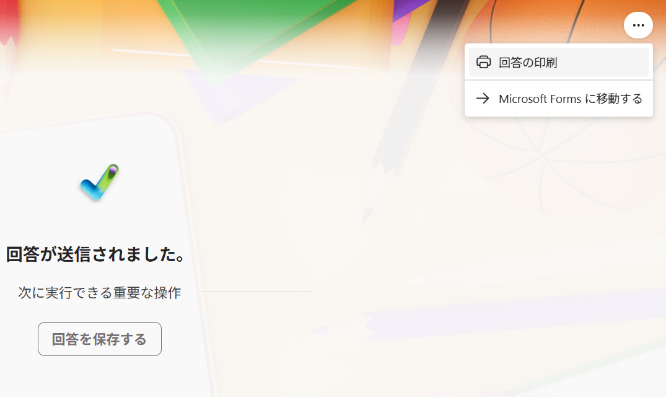 回答の印刷
Microsoft Forms に移動する
回答が送信されました。
次に実行できる重要な操作
回答を保存する